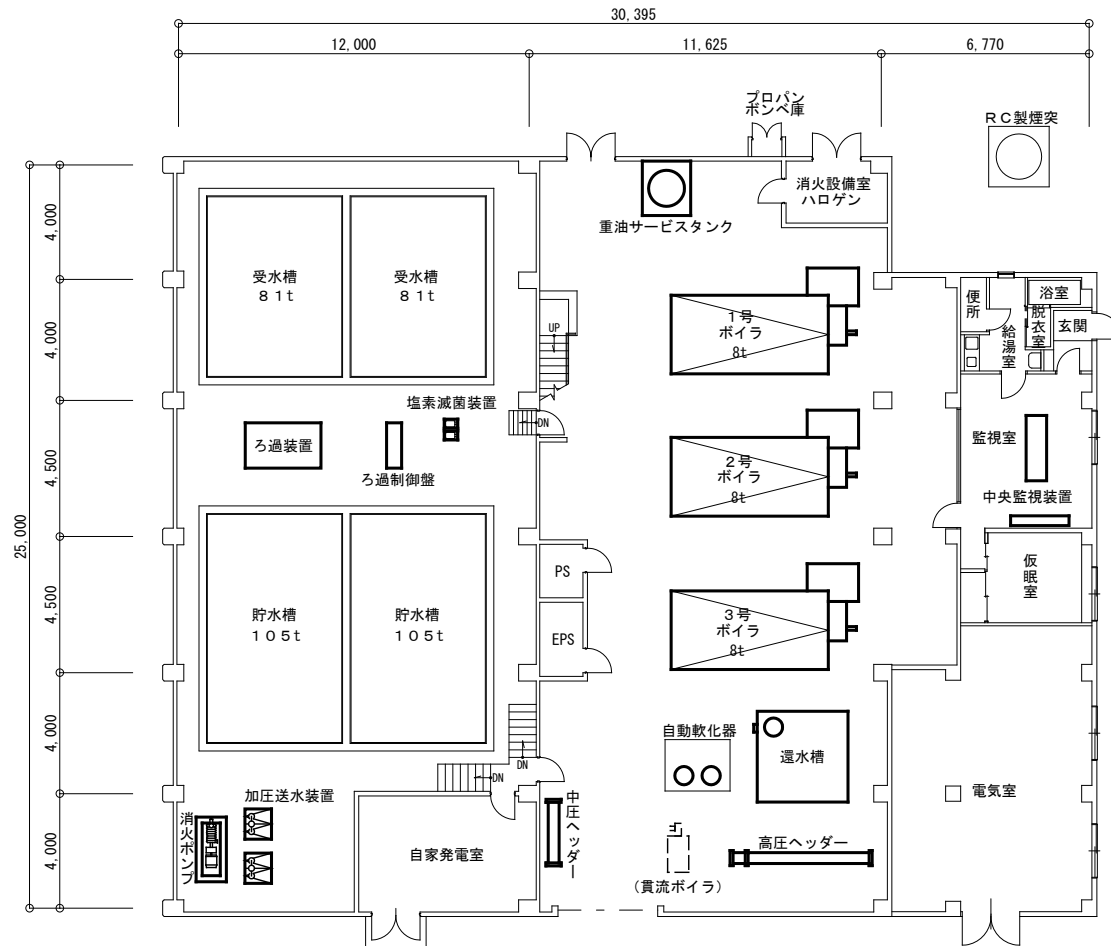 30,395
12,000
11,625
6,770
プロパン
ボンベ庫
RC製煙突
消火設備室
ハロゲン
重油サービスタンク
4,000
受水槽
81t
受水槽
81t
浴室
便所
脱衣室
玄関
給湯室
1号
ボイラ
8t
UP
4,000
塩素滅菌装置
DN
ろ過装置
ろ過制御盤
監視室
中央監視装置
2号
ボイラ
8t
4,500
25,000
PS
仮眠室
4,500
貯水槽
105t
貯水槽
105t
EPS
3号
ボイラ
8t
4,000
自動軟化器
還水槽
DN
DN
電気室
加圧送水装置
消火ポンプ
自家発電室
中圧ヘッダー
高圧ヘッダー
(貫流ボイラ)
4,000